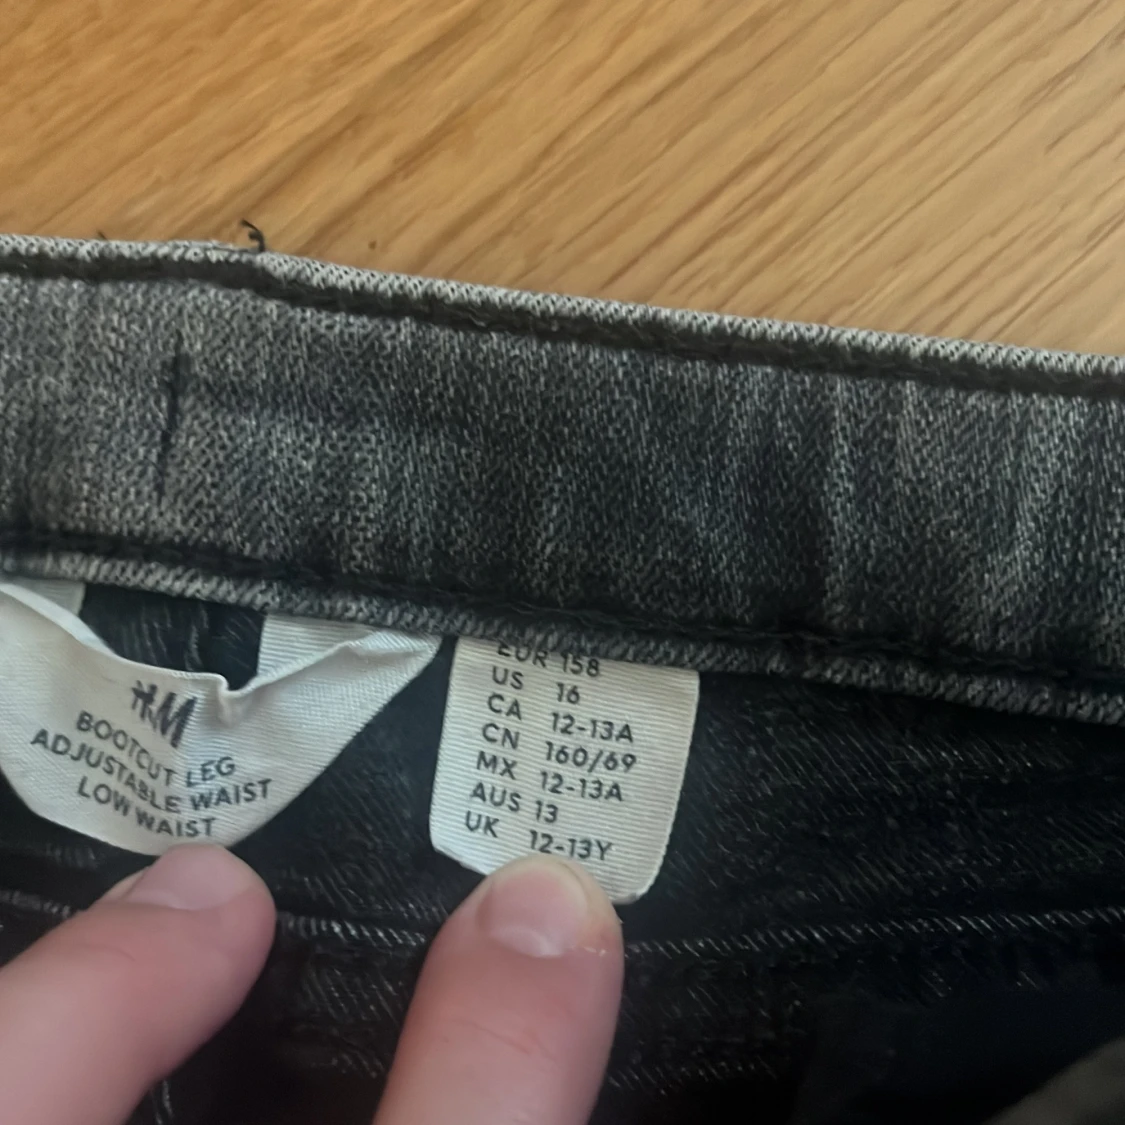 H&M
BOOTCUT LEG
ADJUSTABLE WAIST
LOW WAIST
EUR 158
US 16
CA 12-13A
CN 160/69
MX 12-13A
AUS 13
UK 12-13Y